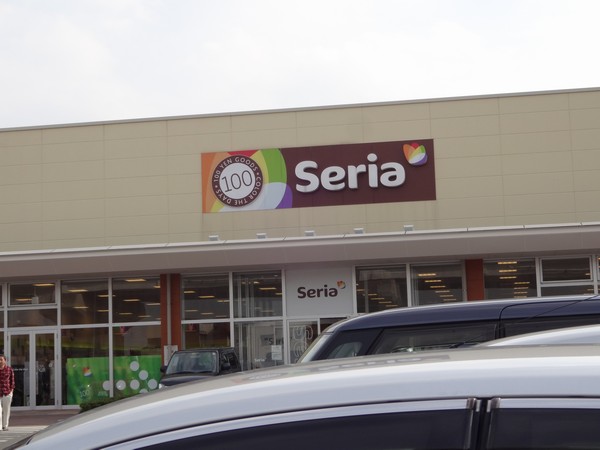 100 YEN GOODS
100
COLOR THE DAYS
Seria
Seria